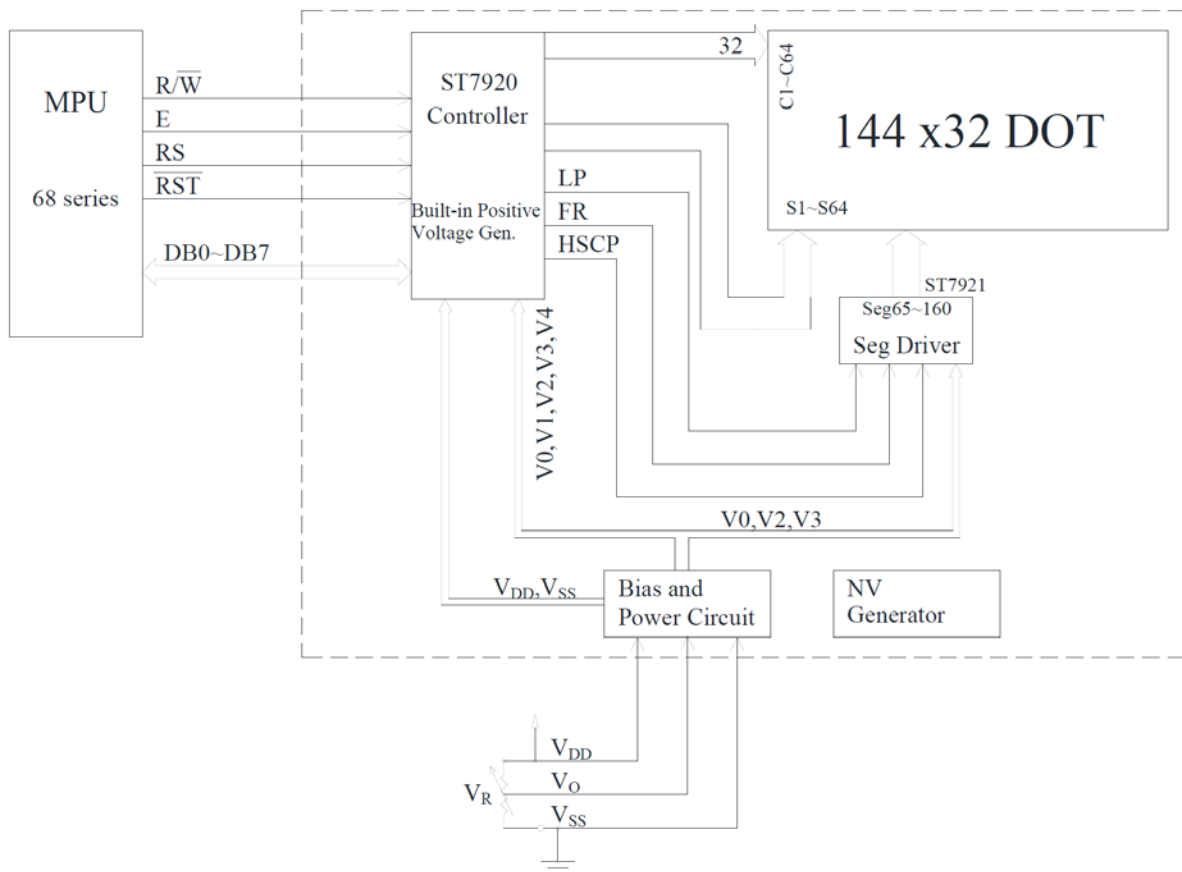 MPU
68 series
R/W̅
E
RS
R̅S̅T̅
DB0~DB7
ST7920
Controller
Built-in Positive
Voltage Gen.
32
LP
FR
HSCP
C1~C64
144 x32 DOT
S1~S64
ST7921
Seg65~160
Seg Driver
V0,V1,V2,V3,V4
V0,V2,V3
VDD,VSS
Bias and
Power Circuit
NV
Generator
VDD
VO
VR
VSS